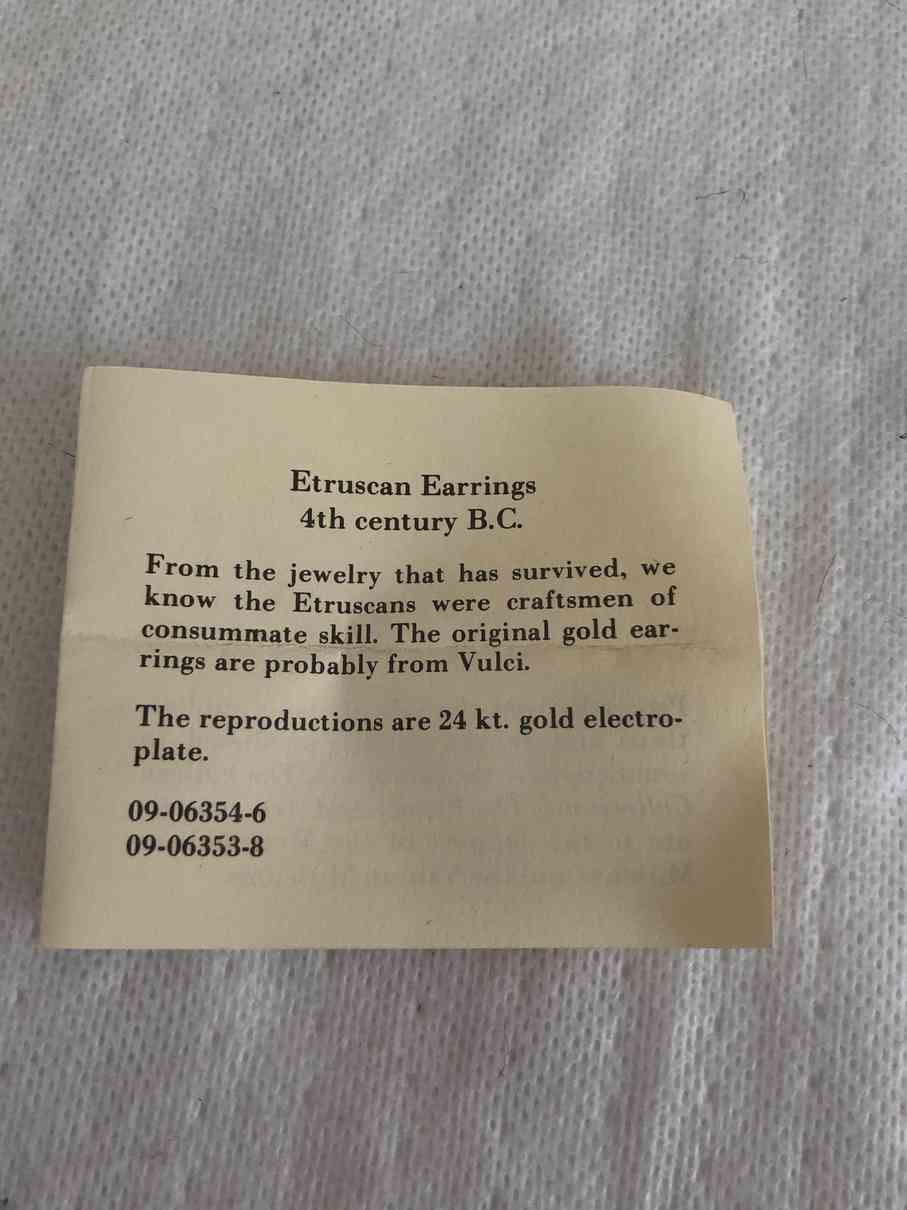 Etruscan Earrings
4th century B.C.
From the jewelry that has survived, we
know the Etruscans were craftsmen of
consummate skill. The original gold ear-
rings are probably from Vulci.
The reproductions are 24 kt. gold electro-
plate.
09-06354-6
09-06353-8